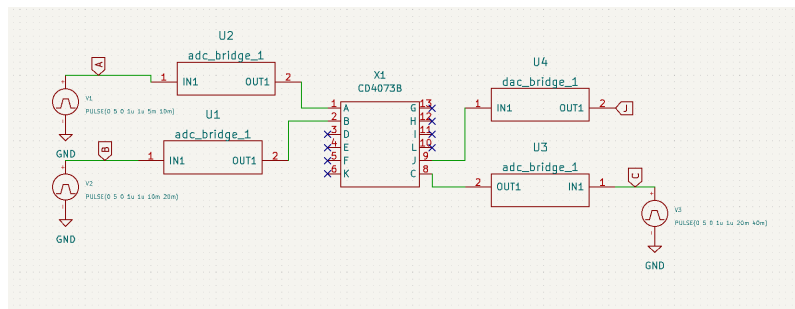 U2
adc_bridge_1
A
1 IN1 OUT1 2
V1
PULSE(0 5 0 1u 1u 5m 10m)
GND
U1
adc_bridge_1
B
1 IN1 OUT1 2
V2
PULSE(0 5 0 1u 1u 10m 20m)
GND
X1
CD4073B
1 A G 13
2 B H 12
3 D I 11
4 E L 10
5 F J 9
6 K C 8
U4
dac_bridge_1
1 IN1 OUT1 2 J
U3
adc_bridge_1
2 OUT1 IN1 1
C
V3
PULSE(0 5 0 1u 1u 20m 40m)
GND